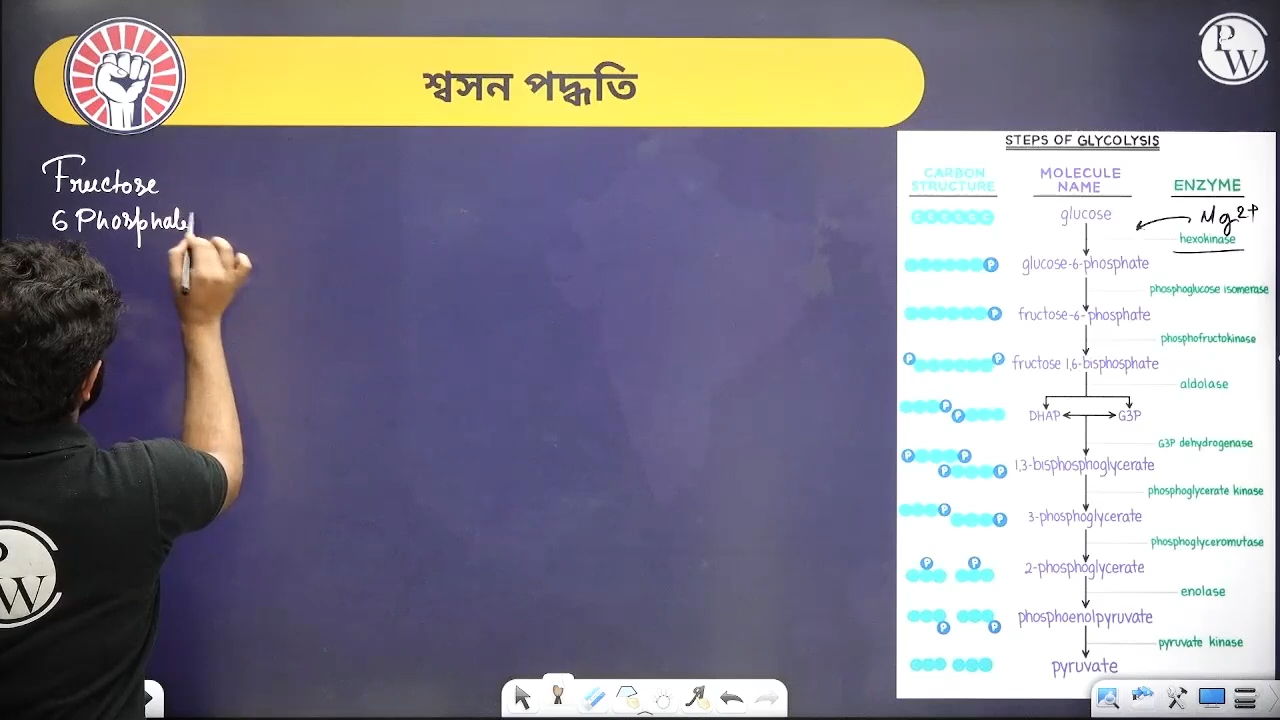 শ্বসন পদ্ধতি
PW
Fructose
6 Phosphate
PW
STEPS OF GLYCOLYSIS
CARBON STRUCTURE MOLECULE NAME ENZYME
C C C C C C glucose Mg2+
hexokinase
P glucose-6-phosphate
phosphoglucose isomerase
P fructose-6-phosphate
phosphofructokinase
P P fructose 1,6-bisphosphate
aldolase
P P DHAP G3P
G3P dehydrogenase
P P P P 1,3-bisphosphoglycerate
phosphoglycerate kinase
P P 3-phosphoglycerate
phosphoglyceromutase
P P 2-phosphoglycerate
enolase
P P phosphoenolpyruvate
pyruvate kinase
pyruvate